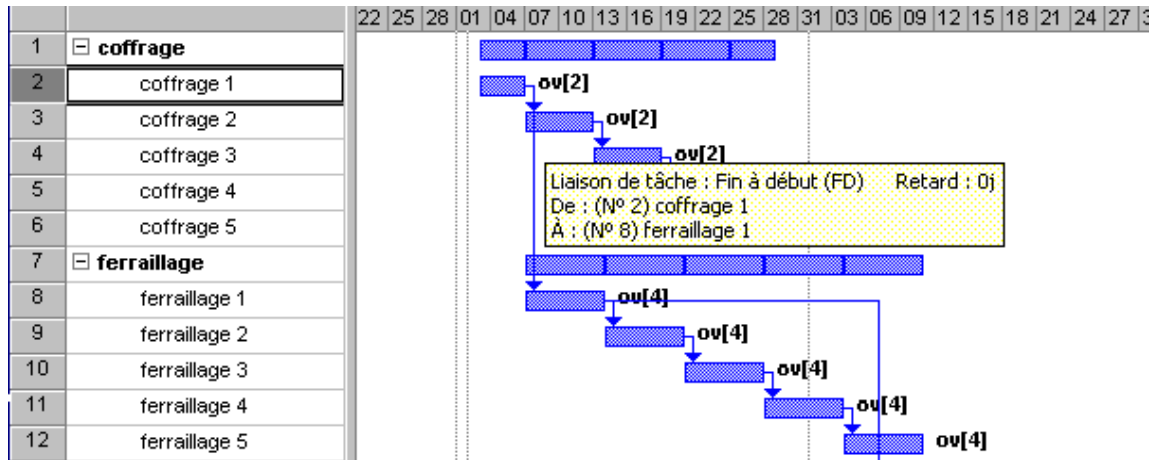 22 25 28 01 04 07 10 13 16 19 22 25 28 31 03 06 09 12 15 18 21 24 27
1 coffrage
2 coffrage 1 ov[2]
3 coffrage 2 ov[2]
4 coffrage 3 ov[2]
Liaison de tâche : Fin à début (FD) Retard : 0j
5 coffrage 4
De : (Nº 2) coffrage 1
6 coffrage 5
À : (Nº 8) ferraillage 1
7 ferraillage
8 ferraillage 1 ov[4]
9 ferraillage 2 ov[4]
10 ferraillage 3 ov[4]
11 ferraillage 4 ov[4]
12 ferraillage 5 ov[4]